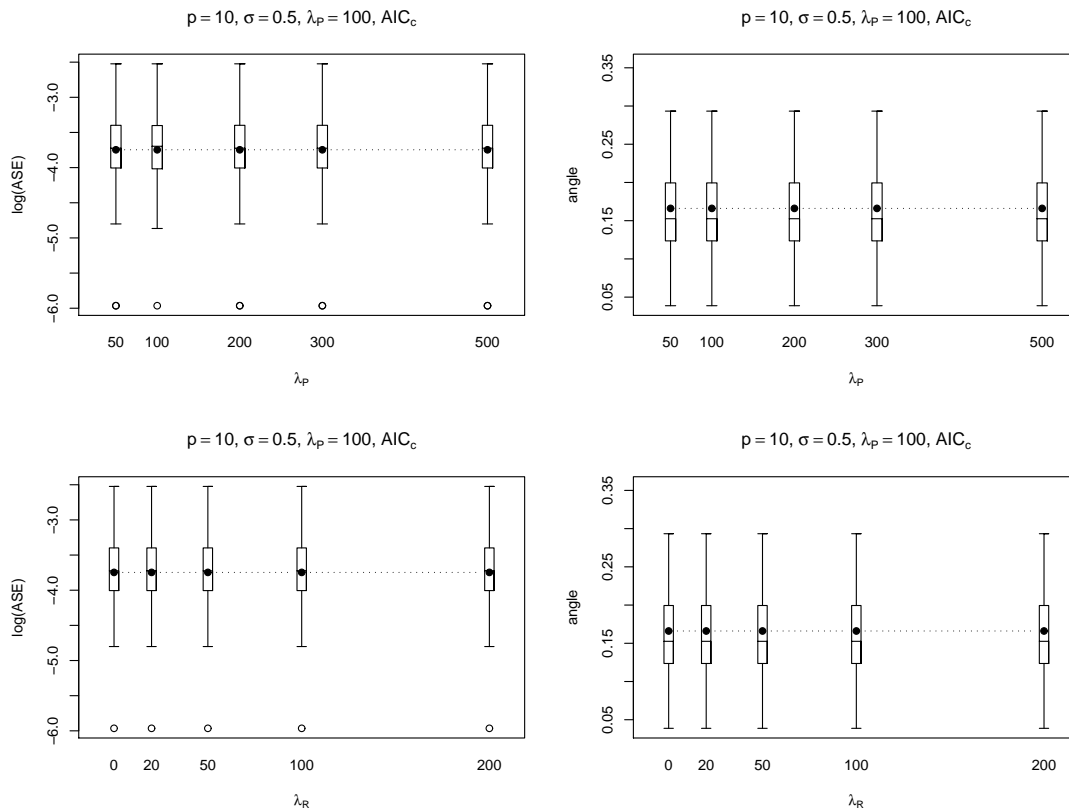 p = 10, σ = 0.5, λP = 100, AICc
log(ASE)
−3.0
−4.0
−5.0
−6.0
50 100 200 300 500
λP
p = 10, σ = 0.5, λP = 100, AICc
angle
0.35
0.25
0.15
0.05
50 100 200 300 500
λP
p = 10, σ = 0.5, λP = 100, AICc
log(ASE)
−3.0
−4.0
−5.0
−6.0
0 20 50 100 200
λR
p = 10, σ = 0.5, λP = 100, AICc
angle
0.35
0.25
0.15
0.05
0 20 50 100 200
λR